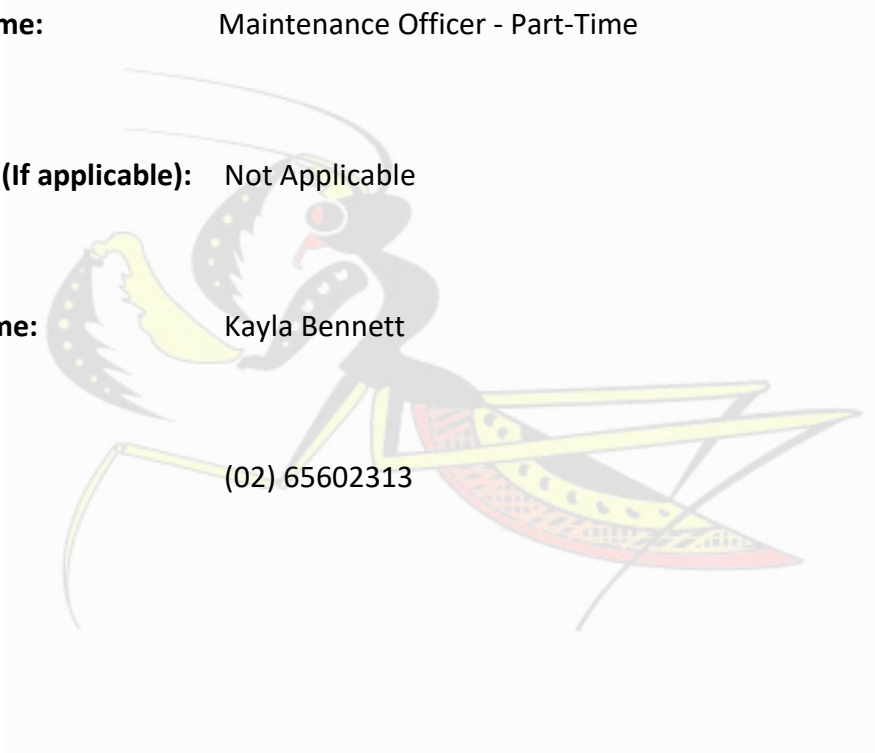 me: Maintenance Officer - Part-Time
(If applicable): Not Applicable
me: Kayla Bennett
(02) 65602313